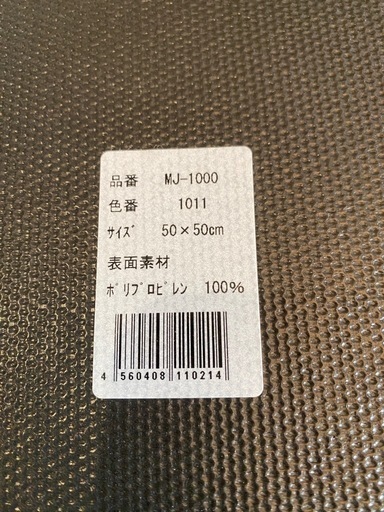 品番 MJ-1000
色番 1011
ｻｲｽﾞ 50×50cm
表面素材
ﾎﾟﾘﾌﾟﾛﾋﾟﾚﾝ 100%
4 560408 110214